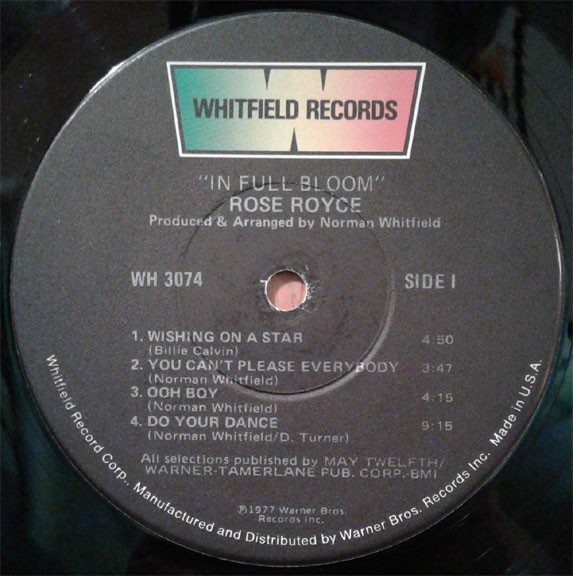 WHITFIELD RECORDS
"IN FULL BLOOM"
ROSE ROYCE
Produced & Arranged by Norman Whitfield
WH 3074
SIDE I
1. WISHING ON A STAR 4:50
(Billie Calvin)
2. YOU CAN'T PLEASE EVERYBODY 3:47
(Norman Whitfield)
3. OOH BOY 4:15
(Norman Whitfield)
4. DO YOUR DANCE 9:15
(Norman Whitfield/D. Turner)
All selections published by MAY TWELFTH/
WARNER-TAMERLANE PUB. CORP.-BMI
℗1977 Warner Bros.
Records Inc.
Whitfield Record Corp., Manufactured and Distributed by Warner Bros. Records Inc. Made in U.S.A.